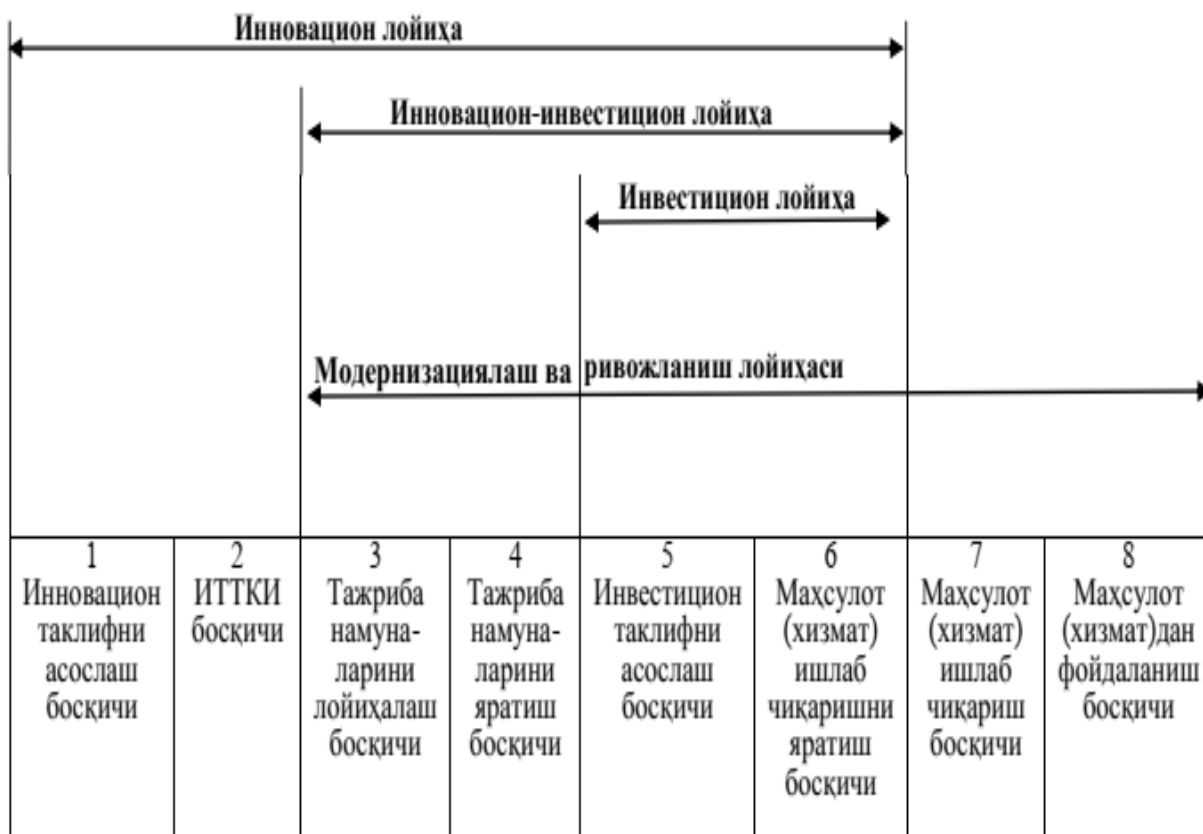 Инновацион лойиҳа
Инновацион-инвестицион лойиҳа
Инвестицион лойиҳа
Модернизациялаш ва ривожланиш лойиҳаси
1
Инновацион
таклифни
асослаш
босқичи
2
ИТТКИ
босқичи
3
Тажриба
намуна-
ларини
лойиҳалаш
босқичи
4
Тажриба
намуна-
ларини
яратиш
босқичи
5
Инвестицион
таклифни
асослаш
босқичи
6
Маҳсулот
(хизмат)
ишлаб
чиқаришни
яратиш
босқичи
7
Маҳсулот
(хизмат)
ишлаб
чиқариш
босқичи
8
Маҳсулот
(хизмат)дан
фойдаланиш
босқичи